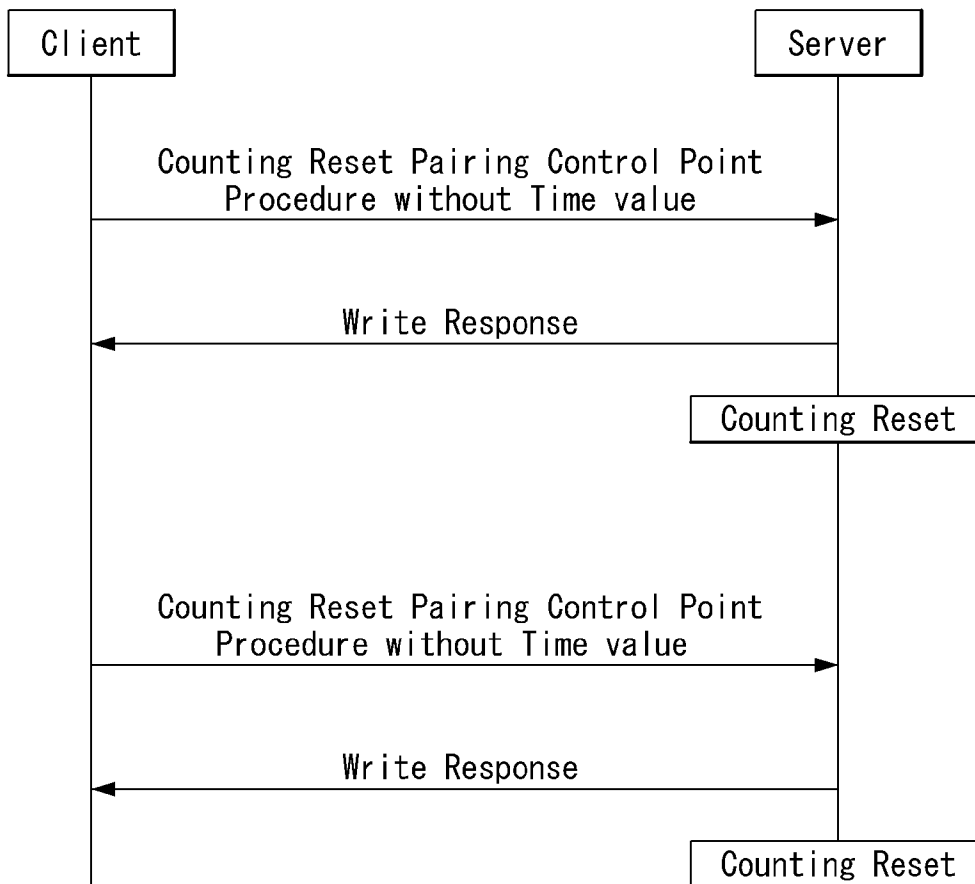 Client
Server
Counting Reset Pairing Control Point
Procedure without Time value
Write Response
Counting Reset
Counting Reset Pairing Control Point
Procedure without Time value
Write Response
Counting Reset